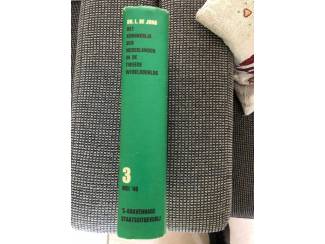 DR. L. DE JONG
HET
KONINKRIJK
DER
NEDERLANDEN
IN DE
TWEEDE
WERELDOORLOG
3
MEI '40
'S-GRAVENHAGE
STAATSUITGEVERIJ